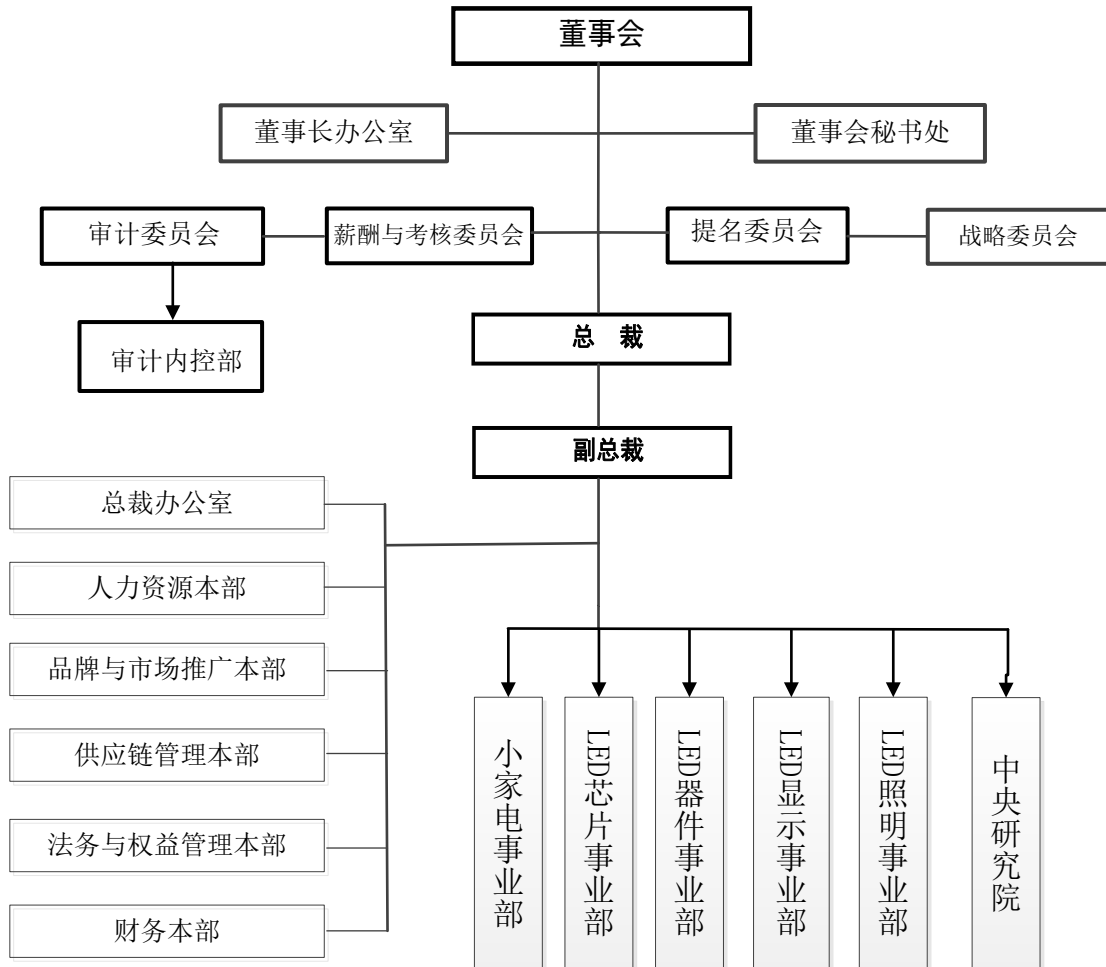 董事会
董事长办公室
董事会秘书处
审计委员会
薪酬与考核委员会
提名委员会
战略委员会
审计内控部
总 裁
副总裁
总裁办公室
人力资源本部
品牌与市场推广本部
供应链管理本部
法务与权益管理本部
财务本部
小家电事业部
LED芯片事业部
LED器件事业部
LED显示事业部
LED照明事业部
中央研究院